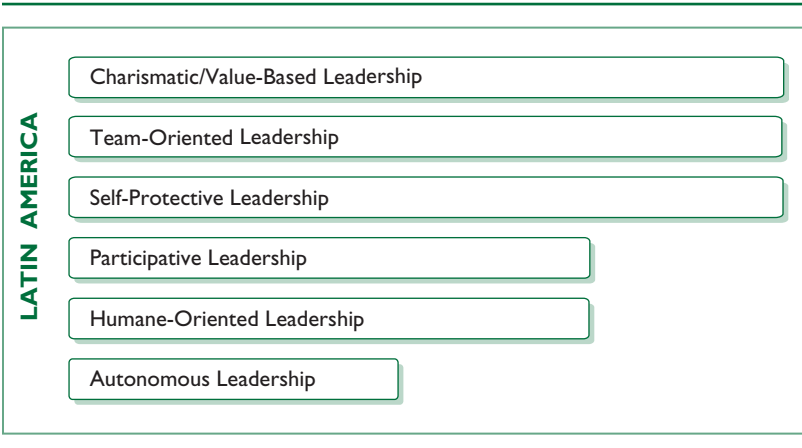 LATIN AMERICA
Charismatic/Value-Based Leadership
Team-Oriented Leadership
Self-Protective Leadership
Participative Leadership
Humane-Oriented Leadership
Autonomous Leadership